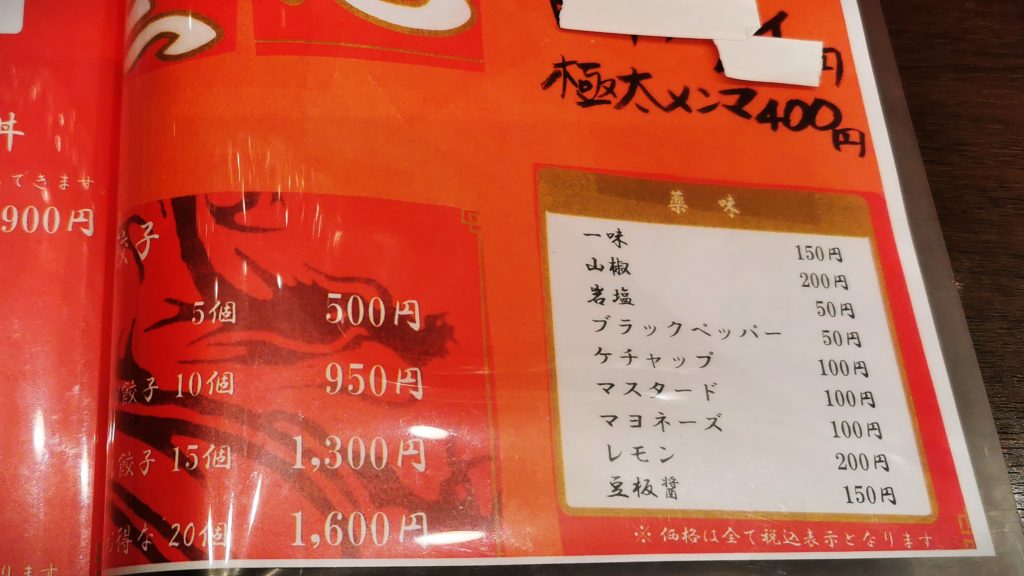 極太メンマ400円
丼
できます
900円
餃子
5個 500円
餃子 10個 950円
餃子 15個 1,300円
得な 20個 1,600円
薬味
一味 150円
山椒 200円
岩塩 50円
ブラックペッパー 50円
ケチャップ 100円
マスタード 100円
マヨネーズ 100円
レモン 200円
豆板醤 150円
※価格は全て税込表示となります